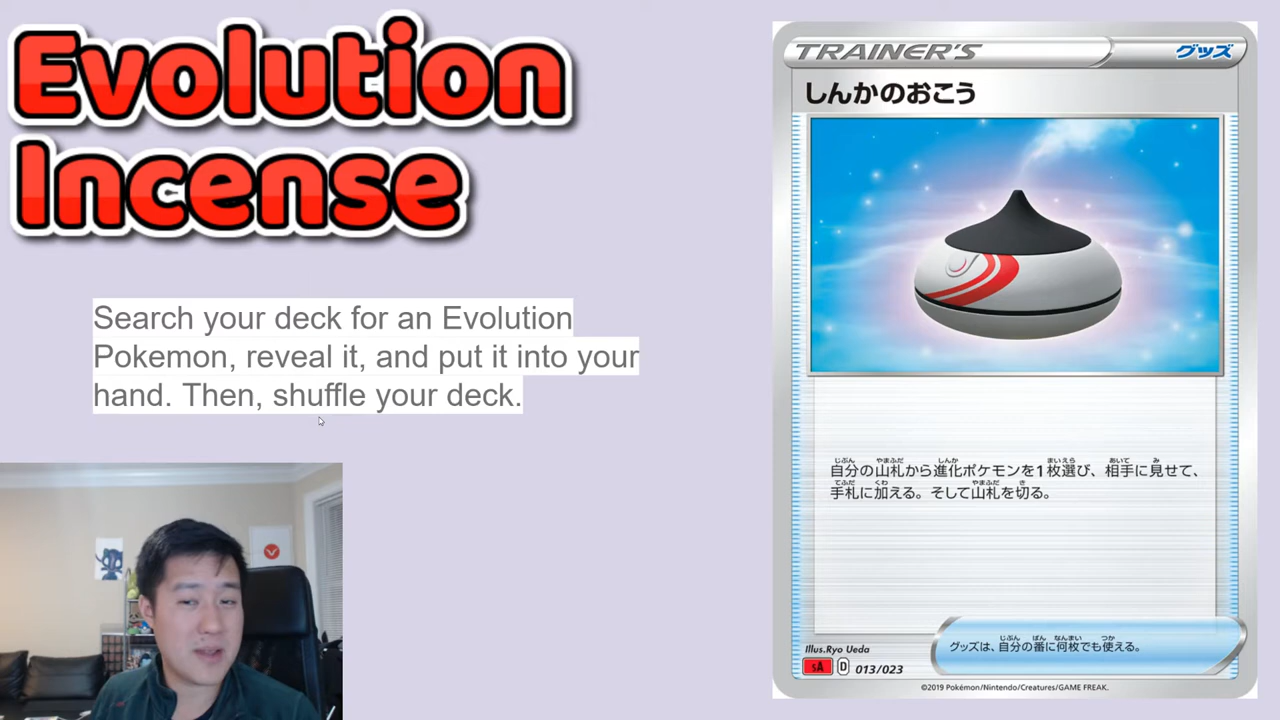 Evolution
Incense
Search your deck for an Evolution
Pokemon, reveal it, and put it into your
hand. Then, shuffle your deck.
TRAINER'S
グッズ
しんかのおこう
自分の山札から進化ポケモンを1枚選び、相手に見せて、
手札に加える。そして山札を切る。
グッズは、自分の番に何枚でも使える。
Illus.Ryo Ueda
sA D 013/023
©2019 Pokémon/Nintendo/Creatures/GAME FREAK.